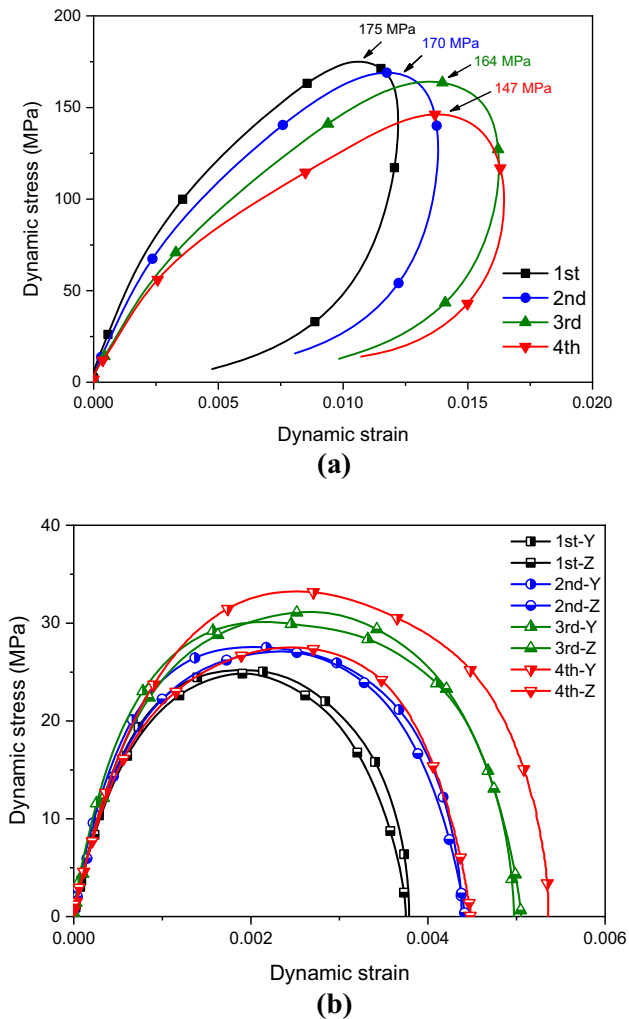 200
150
100
50
0
Dynamic stress (MPa)
175 MPa
170 MPa
164 MPa
147 MPa
1st
2nd
3rd
4th
0.000
0.005
0.010
0.015
0.020
Dynamic strain
(a)
40
30
20
10
0
Dynamic stress (MPa)
1st-Y
1st-Z
2nd-Y
2nd-Z
3rd-Y
3rd-Z
4th-Y
4th-Z
0.000
0.002
0.004
0.006
Dynamic strain
(b)